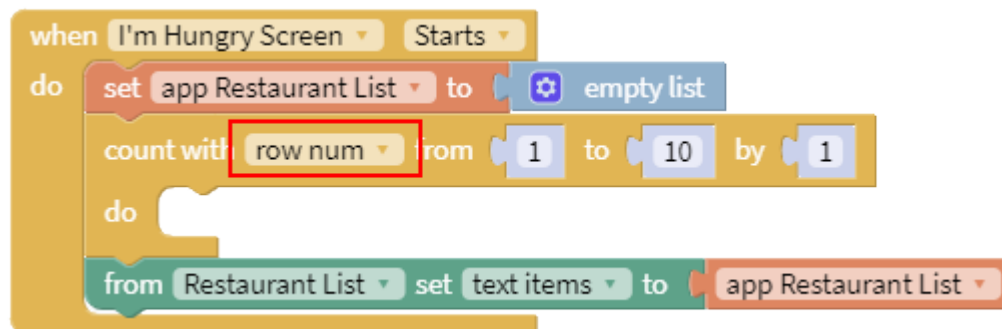 when I'm Hungry Screen Starts
do set app Restaurant List to empty list
count with row num from 1 to 10 by 1
do
from Restaurant List set text items to app Restaurant List